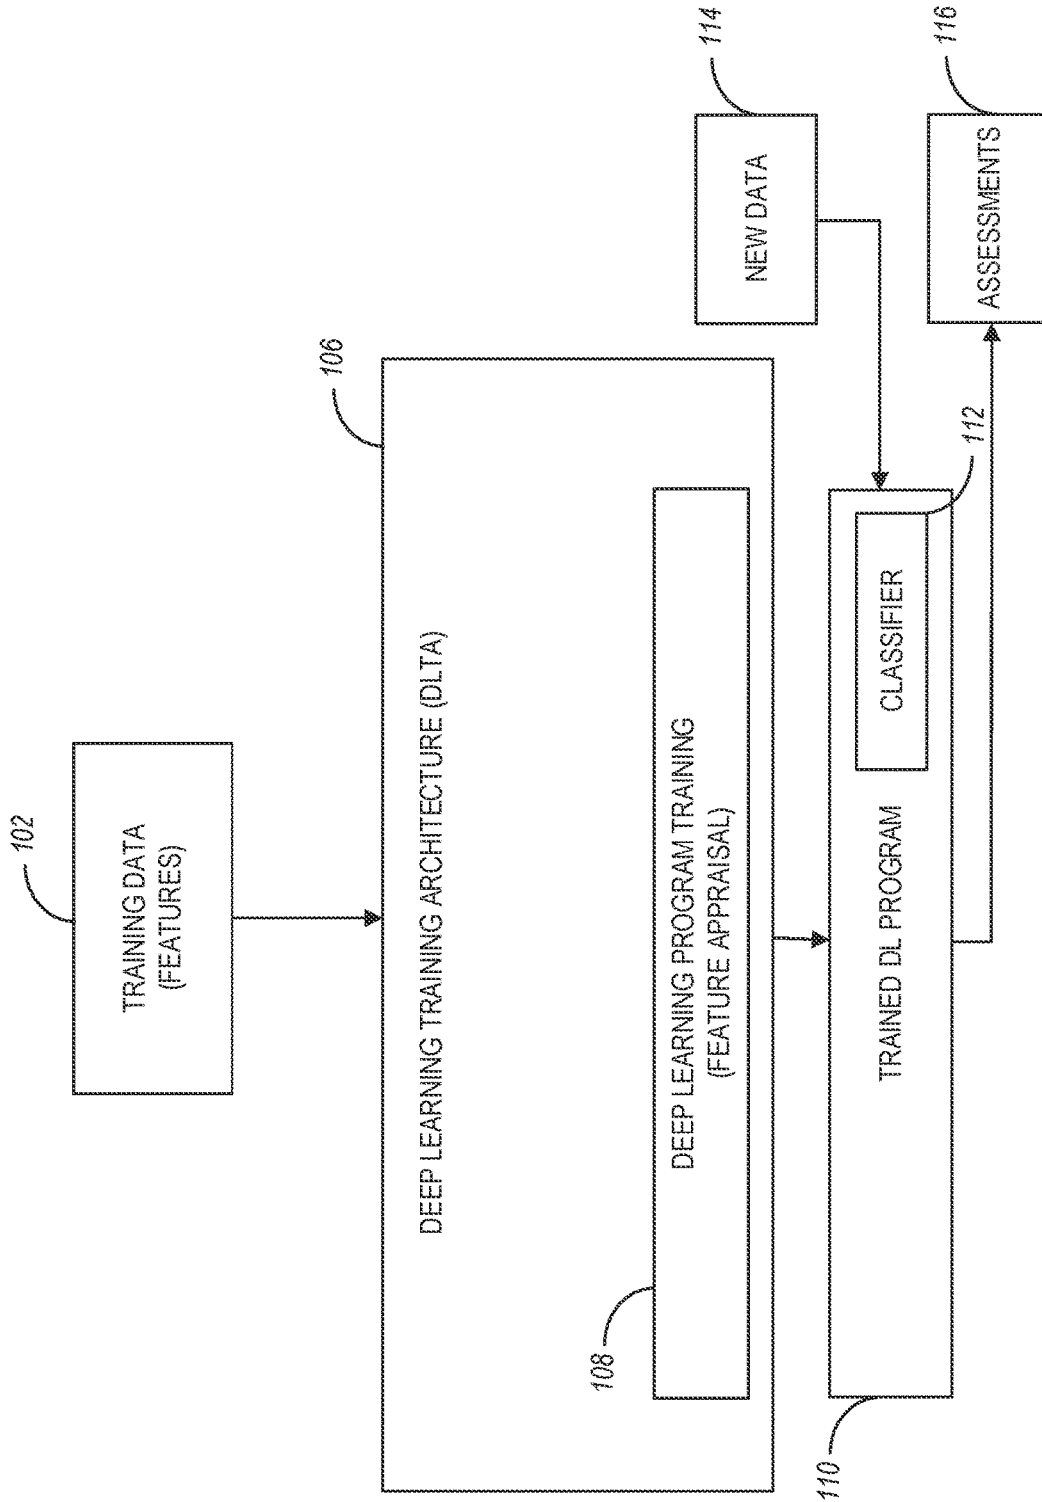 102
TRAINING DATA
(FEATURES)
106
DEEP LEARNING TRAINING ARCHITECTURE (DLTA)
108
DEEP LEARNING PROGRAM TRAINING
(FEATURE APPRAISAL)
114
NEW DATA
110
TRAINED DL PROGRAM
CLASSIFIER
112
116
ASSESSMENTS